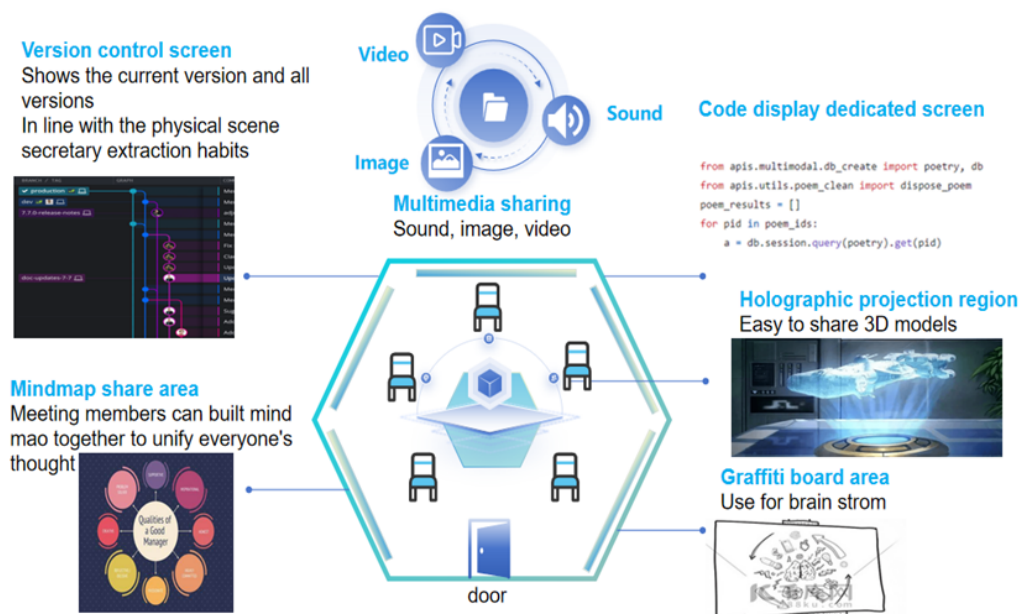 Version control screen
Shows the current version and all
versions
In line with the physical scene
secretary extraction habits
BRANCH / TAG
GRAPH
production
dev
7.7.0-release-notes
doc-updates-7-7
Video
Sound
Image
Multimedia sharing
Sound, image, video
Code display dedicated screen
from apis.multimodal.db_create import poetry, db
from apis.utils.poem_clean import dispose_poem
poem_results = []
for pid in poem_ids:
a = db.session.query(poetry).get(pid)
Holographic projection region
Easy to share 3D models
Mindmap share area
Meeting members can built mind
mao together to unify everyone's
thought
Qualities of
a Good
Manager
Graffiti board area
Use for brain strom
door